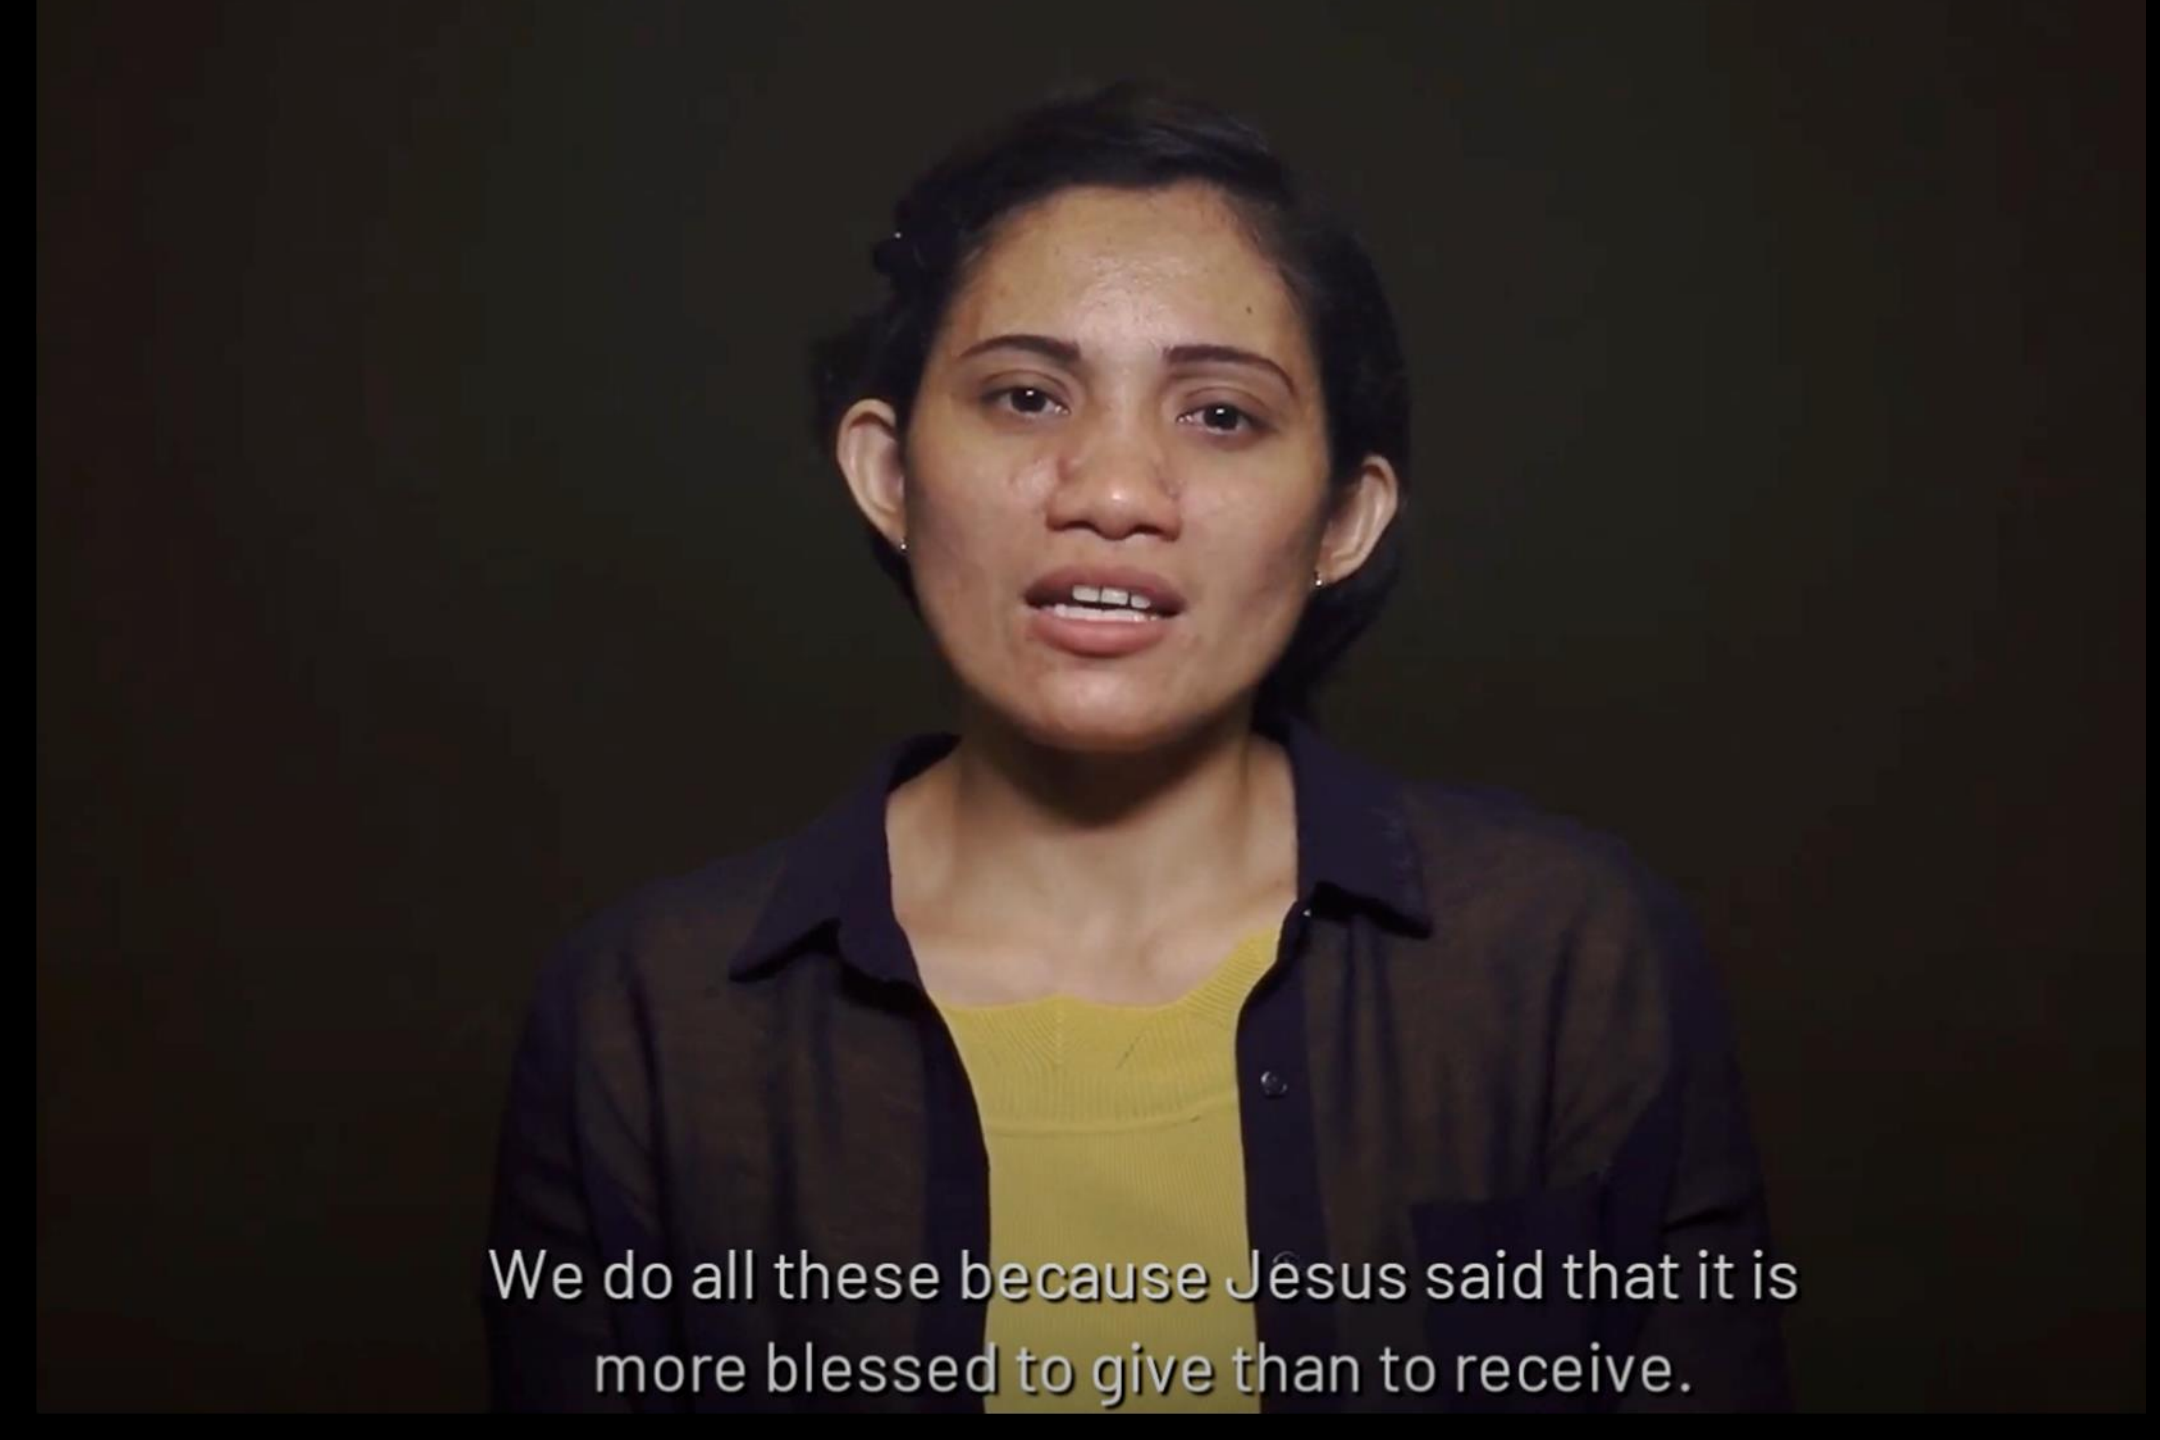 We do all these because Jesus said that it is
more blessed to give than to receive.